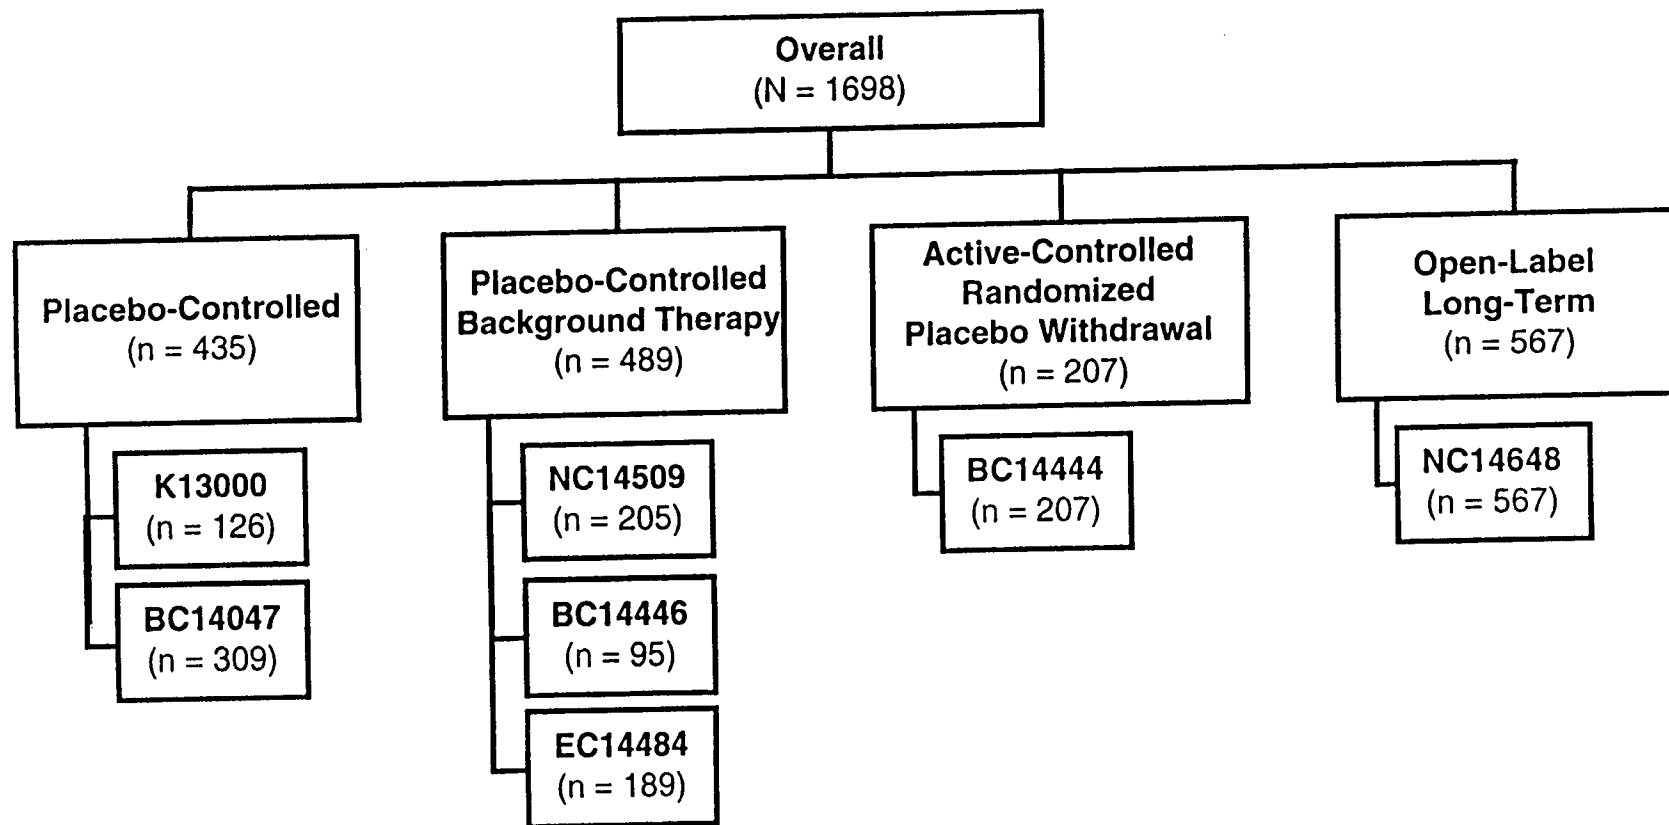 Overall
(N = 1698)
Placebo-Controlled
(n = 435)
K13000
(n = 126)
BC14047
(n = 309)
Placebo-Controlled
Background Therapy
(n = 489)
NC14509
(n = 205)
BC14446
(n = 95)
EC14484
(n = 189)
Active-Controlled
Randomized
Placebo Withdrawal
(n = 207)
BC14444
(n = 207)
Open-Label
Long-Term
(n = 567)
NC14648
(n = 567)